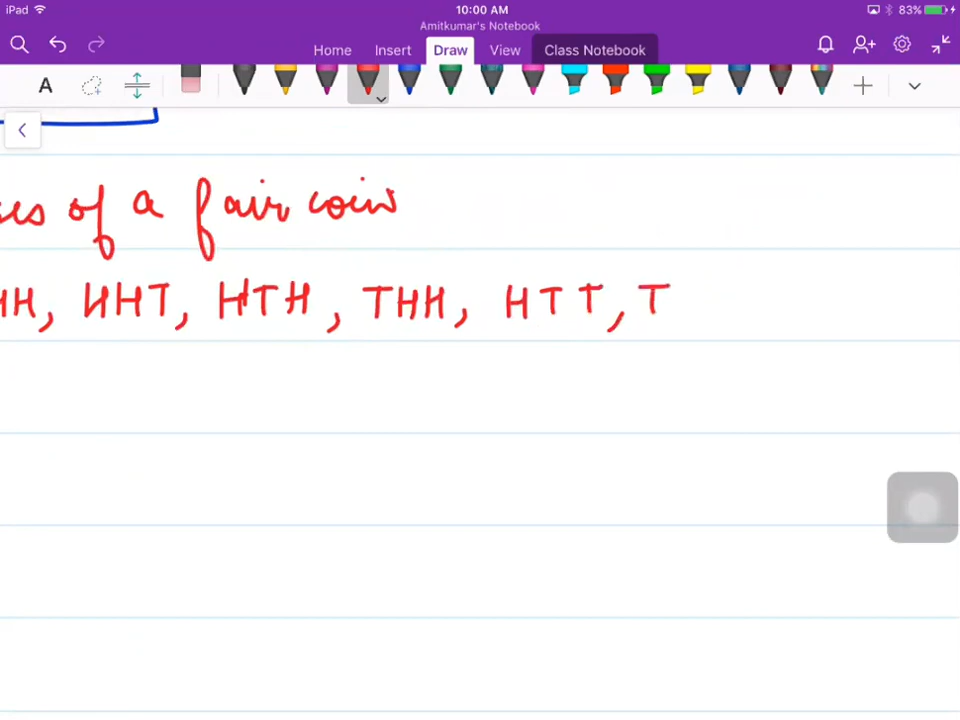 iPad 10:00 AM 83%
Amitkumar's Notebook
Home Insert Draw View Class Notebook
A
of a fair coin
HH, HHT, HTH, THH, HTT, T